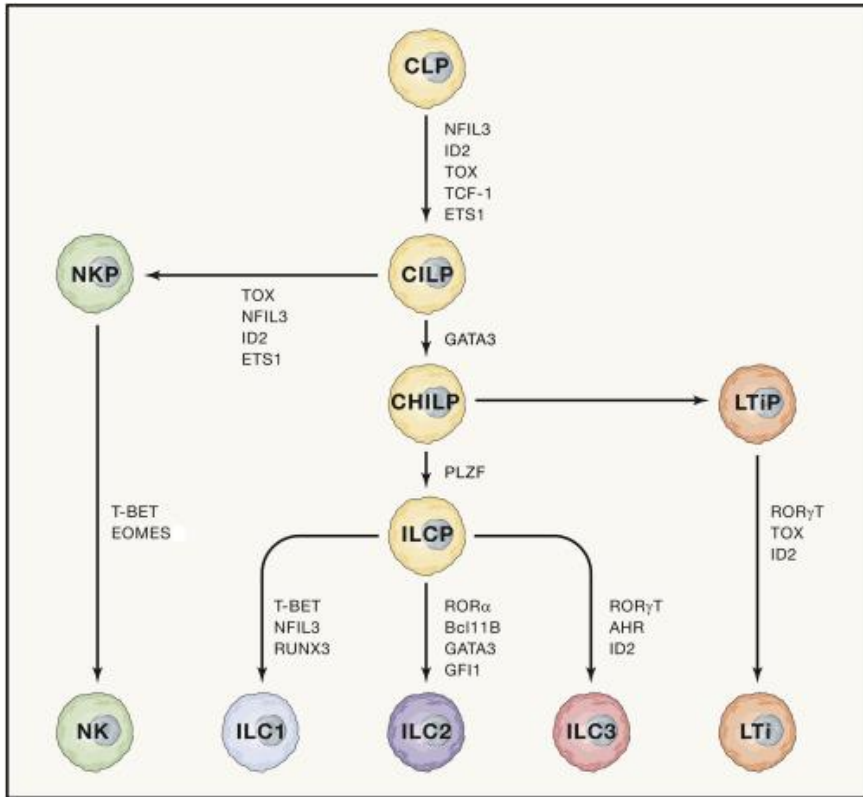 CLP
NFIL3
ID2
TOX
TCF-1
ETS1
NKP
CILP
TOX
NFIL3
ID2
ETS1
GATA3
CHILP
LTiP
PLZF
T-BET
EOMES
ILCP
RORγT
TOX
ID2
T-BET
NFIL3
RUNX3
RORα
Bcl11B
GATA3
GFI1
RORγT
AHR
ID2
NK
ILC1
ILC2
ILC3
LTi